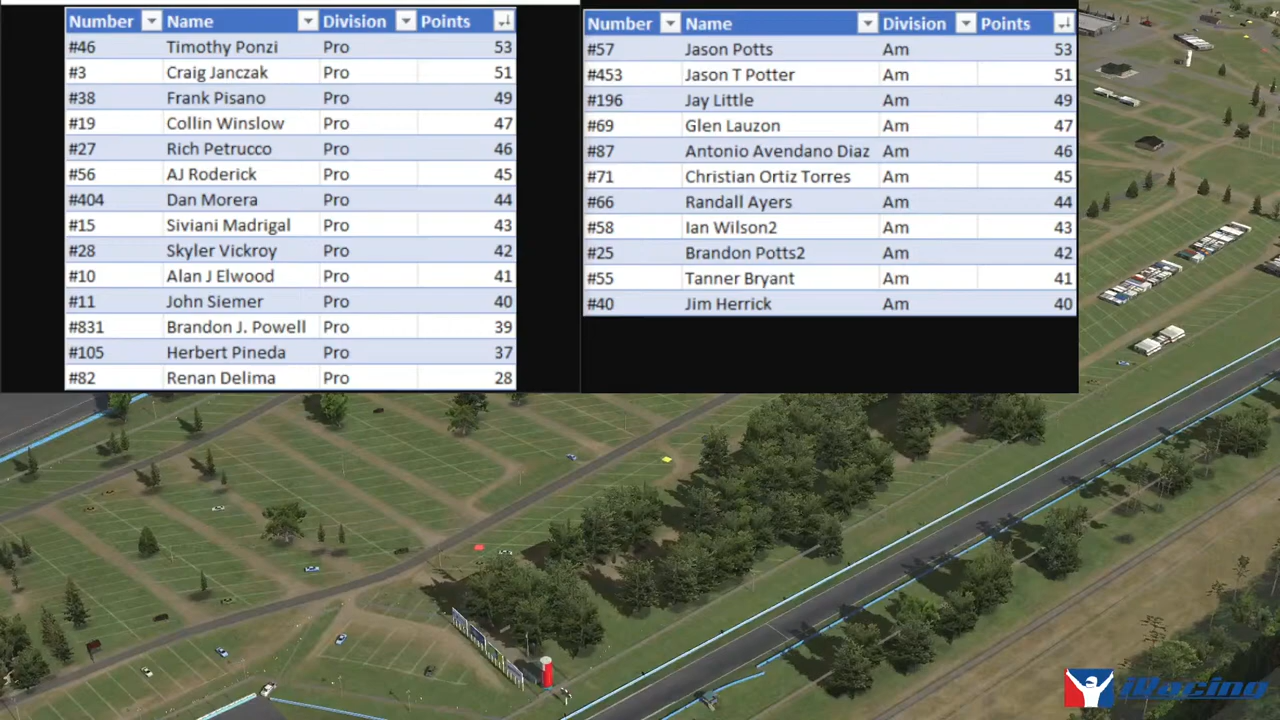 Number Name Division Points
#46 Timothy Ponzi Pro 53
#3 Craig Janczak Pro 51
#38 Frank Pisano Pro 49
#19 Collin Winslow Pro 47
#27 Rich Petrucco Pro 46
#56 AJ Roderick Pro 45
#404 Dan Morera Pro 44
#15 Siviani Madrigal Pro 43
#28 Skyler Vickroy Pro 42
#10 Alan J Elwood Pro 41
#11 John Siemer Pro 40
#831 Brandon J. Powell Pro 39
#105 Herbert Pineda Pro 37
#82 Renan Delima Pro 28
Number Name Division Points
#57 Jason Potts Am 53
#453 Jason T Potter Am 51
#196 Jay Little Am 49
#69 Glen Lauzon Am 47
#87 Antonio Avendano Diaz Am 46
#71 Christian Ortiz Torres Am 45
#66 Randall Ayers Am 44
#58 Ian Wilson2 Am 43
#25 Brandon Potts2 Am 42
#55 Tanner Bryant Am 41
#40 Jim Herrick Am 40
iRacing